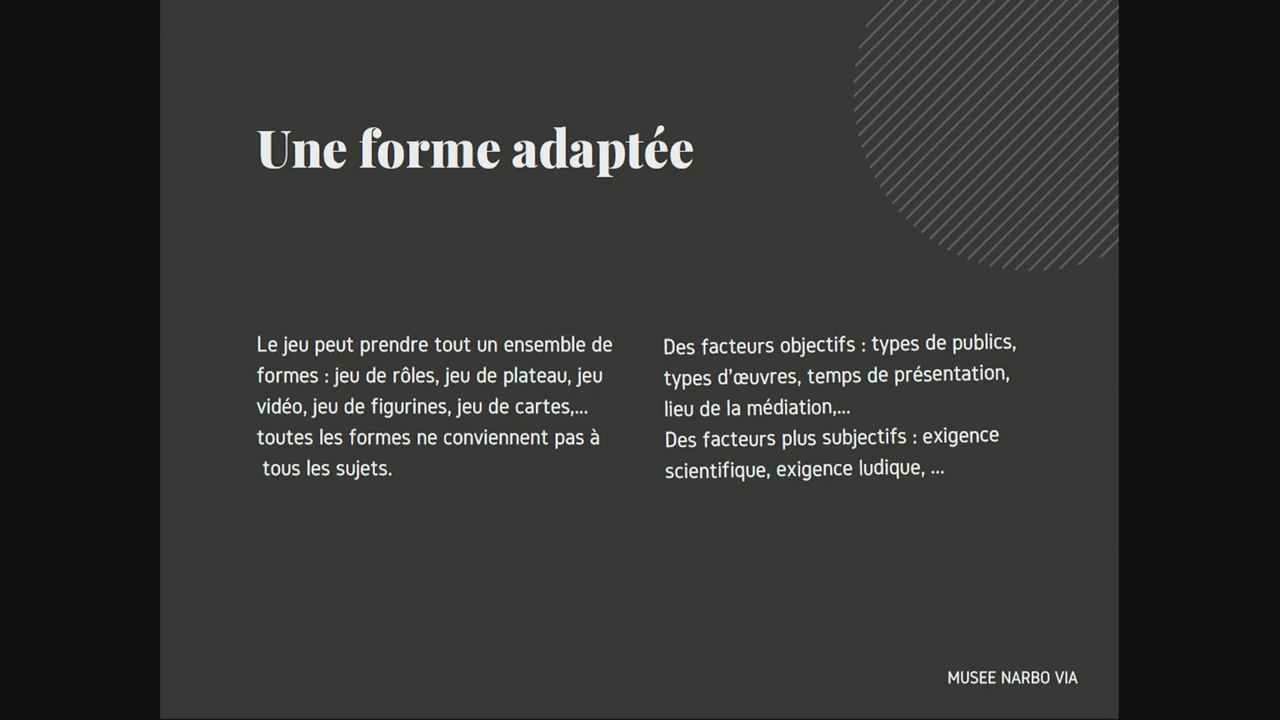 Une forme adaptée
Le jeu peut prendre tout un ensemble de
formes : jeu de rôles, jeu de plateau, jeu
vidéo, jeu de figurines, jeu de cartes,...
toutes les formes ne conviennent pas à
tous les sujets.
Des facteurs objectifs : types de publics,
types d'œuvres, temps de présentation,
lieu de la médiation,...
Des facteurs plus subjectifs : exigence
scientifique, exigence ludique, ...
MUSEE NARBO VIA